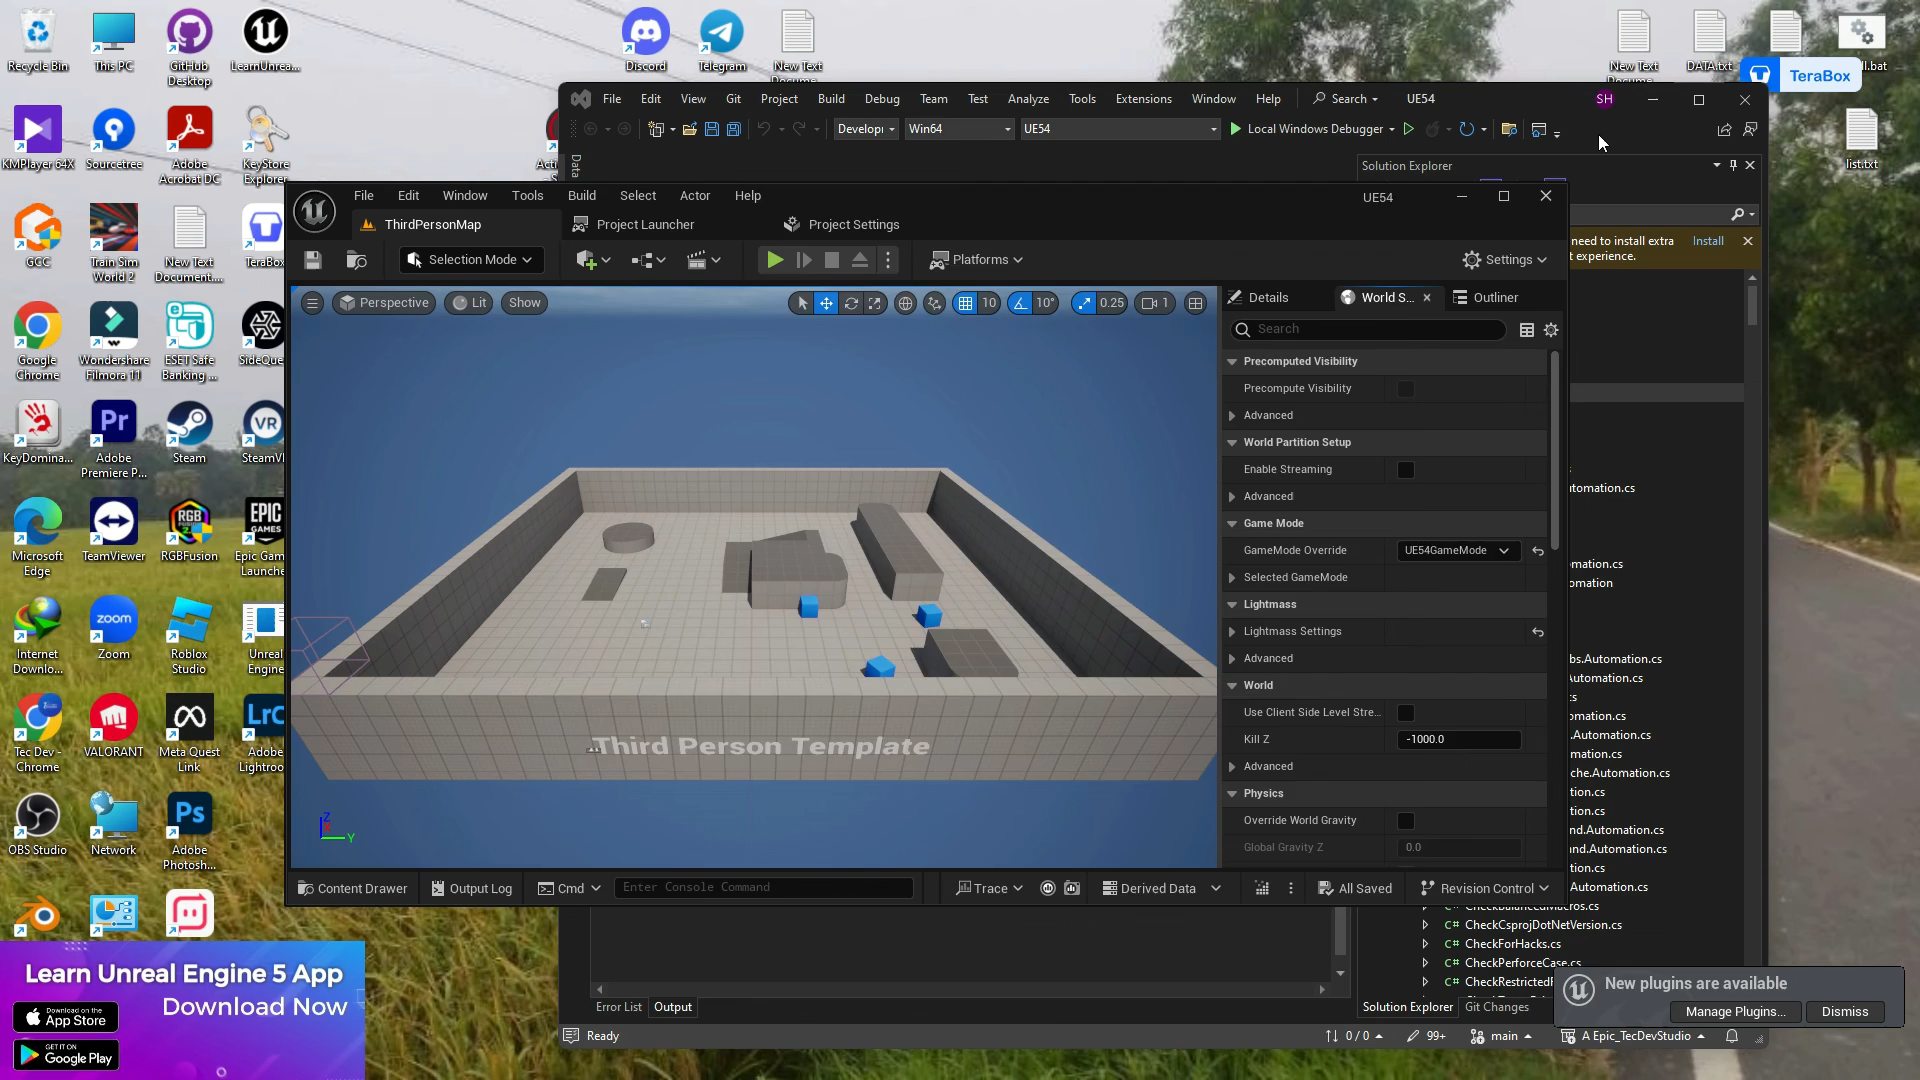 Recycle Bin
This PC
GitHub Desktop
LearnUnrea...
Discord
Telegram
New Text
New Text
DATA.txt
ll.bat
TeraBox
KMPlayer 64X
Sourcetree
Adobe Acrobat DC
KeyStore Explorer
list.txt
GCC
Train Sim World 2
New Text Document....
TeraBo
Google Chrome
Wondershare Filmora 11
ESET Safe Banking ...
SideQue
KeyDomina...
Adobe Premiere P...
Steam
SteamV
Microsoft Edge
TeamViewer
RGBFusion
Epic Gam
Launche
Internet Downlo...
Zoom
Roblox Studio
Unreal
Engine
Tec Dev - Chrome
VALORANT
Meta Quest Link
Adobe
Lightroo
OBS Studio
Network
Adobe Photosh...
Learn Unreal Engine 5 App
Download Now
Download on the App Store
GET IT ON Google Play
File Edit View Git Project Build Debug Team Test Analyze Tools Extensions Window Help Search UE54 SH
Develop Win64 UE54 Local Windows Debugger
Data
Solution Explorer
need to install extra Install
t experience.
File Edit Window Tools Build Select Actor Help UE54
ThirdPersonMap Project Launcher Project Settings
Selection Mode Platforms Settings
Perspective Lit Show 10 10° 0.25 1
Third Person Template
Z
Y
Details World S... Outliner
Search
Precomputed Visibility
Precompute Visibility
Advanced
World Partition Setup
Enable Streaming
Advanced
Game Mode
GameMode Override UE54GameMode
Selected GameMode
Lightmass
Lightmass Settings
Advanced
World
Use Client Side Level Stre...
Kill Z -1000.0
Advanced
Physics
Override World Gravity
Global Gravity Z 0.0
tomation.cs
mation.cs
mation
bs.Automation.cs
utomation.cs
mation.cs
.Automation.cs
mation.cs
che.Automation.cs
tion.cs
tion.cs
nd.Automation.cs
nd.Automation.cs
tion.cs
Automation.cs
CheckCsprojDotNetVersion.cs
CheckForHacks.cs
CheckPerforceCase.cs
CheckRestrictedF
Content Drawer Output Log Cmd Enter Console Command Trace Derived Data All Saved Revision Control
Error List Output
Solution Explorer Git Changes
Ready 0 / 0 99+ main A Epic_TecDevStudio
New plugins are available
Manage Plugins... Dismiss